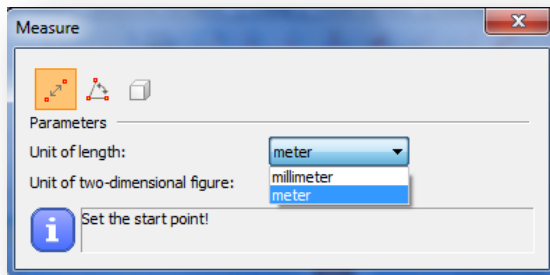 Measure
Parameters
Unit of length: meter
millimeter
Unit of two-dimensional figure: meter
Set the start point!